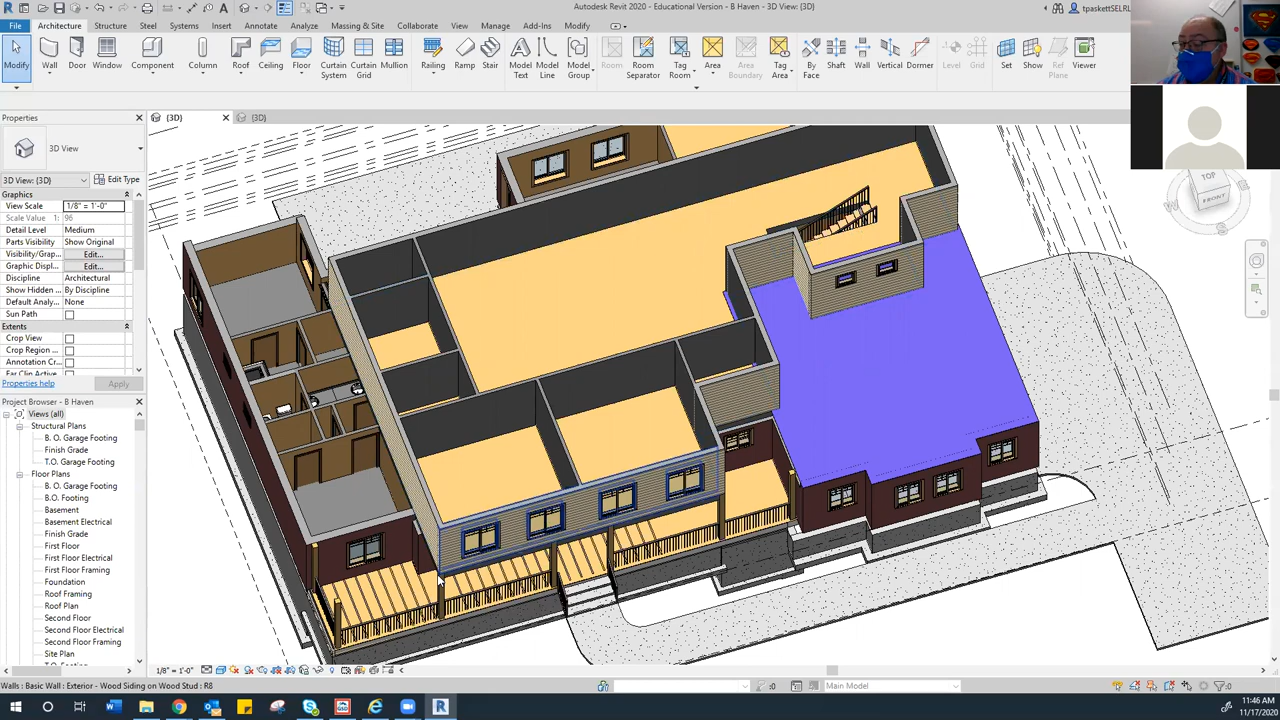 Autodesk Revit 2020 - Educational Version - B Haven - 3D View: {3D}
tpaskettSELRL
File Architecture Structure Steel Systems Insert Annotate Analyze Massing & Site Collaborate View Manage Add-Ins Modify
Modify Wall Door Window Component Column Roof Ceiling Floor Curtain System Curtain Grid Mullion Railing Ramp Stair Model Text Model Line Model Group Room Room Separator Tag Room Area Area Boundary Tag Area By Face Shaft Wall Vertical Dormer Level Grid Set Show Ref Plane Viewer
Properties
{3D}
{3D}
3D View
3D View: {3D}
Edit Type
Graphics
View Scale 1/8" = 1'-0"
Scale Value 1: 96
Detail Level Medium
Parts Visibility Show Original
Visibility/Grap... Edit...
Graphic Displ... Edit...
Discipline Architectural
Show Hidden ... By Discipline
Default Analy... None
Sun Path
Extents
Crop View
Crop Region ...
Annotation Cr...
Far Clip Active
Properties help
Apply
Project Browser - B Haven
Views (all)
Structural Plans
B. O. Garage Footing
Finish Grade
T.O. Garage Footing
Floor Plans
B. O. Garage Footing
B.O. Footing
Basement
Basement Electrical
Finish Grade
First Floor
First Floor Electrical
First Floor Framing
Foundation
Roof Framing
Roof Plan
Second Floor
Second Floor Electrical
Second Floor Framing
Site Plan
TOP
FRONT
W
S
1/8" = 1'-0"
Walls : Basic Wall : Exterior - Wood Siding on Wood Stud : R8
:0
Main Model
:0
11:46 AM
11/17/2020